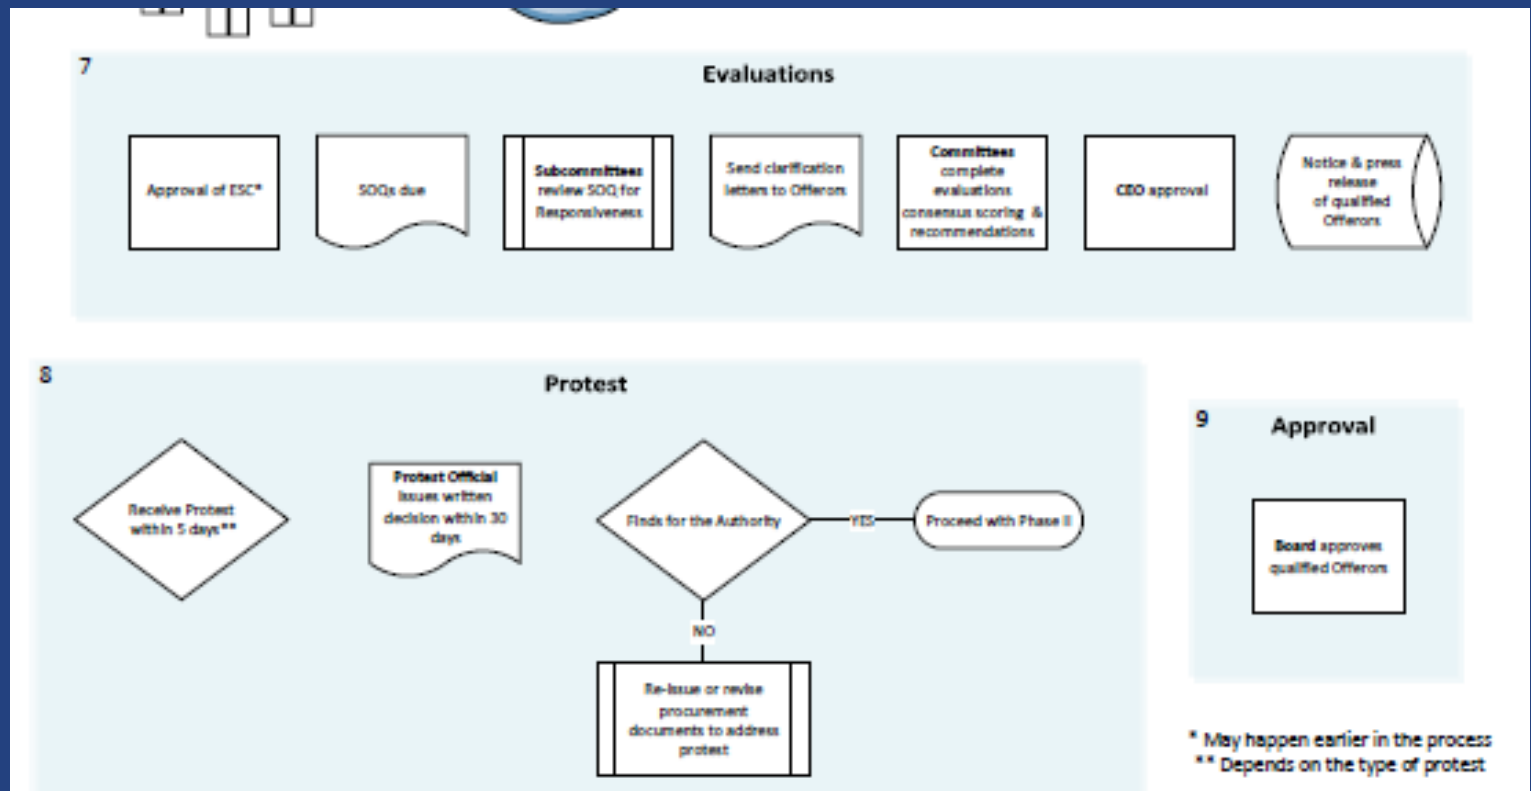 7
Evaluations
Approval of ESC*
SOQs due
Subcommittees
review SOQ for
Responsiveness
Send clarification
letters to Offerors
Committees
complete
evaluations
consensus scoring &
recommendations
CEO approval
Notice & press
release
of qualified
Offerors
8
Protest
Receive Protest
within 5 days**
Protest Official
issues written
decision within 30
days
Finds for the Authority
YES
Proceed with Phase II
NO
Re-issue or revise
procurement
documents to address
protest
9
Approval
Board approves
qualified Offerors
* May happen earlier in the process
** Depends on the type of protest